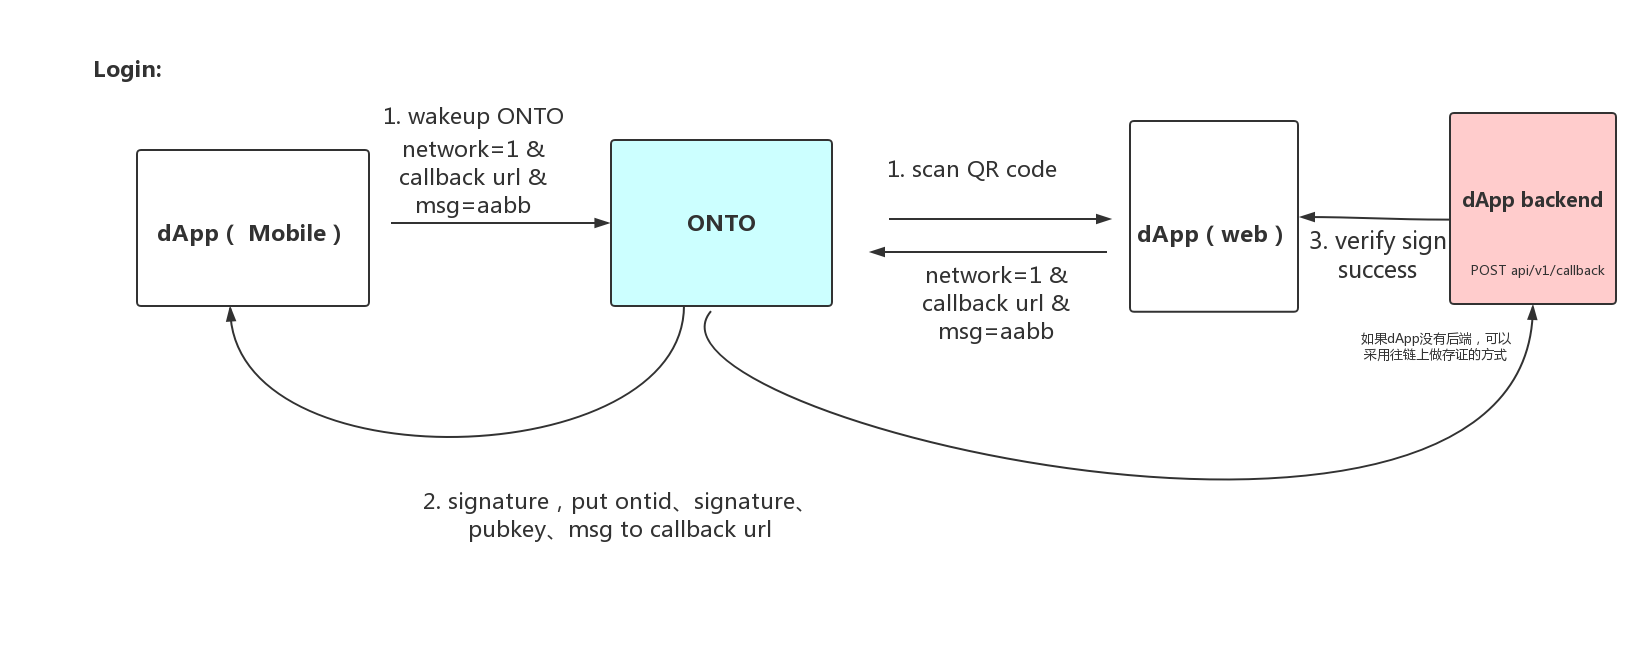 Login:
1. wakeup ONTO
network=1 &
callback url &
msg=aabb
dApp（ Mobile）
ONTO
1. scan QR code
network=1 &
callback url &
msg=aabb
dApp（web）
3. verify sign
success
dApp backend
POST api/v1/callback
如果dApp没有后端，可以
采用往链上做存证的方式
2. signature，put ontid、signature、
pubkey、msg to callback url